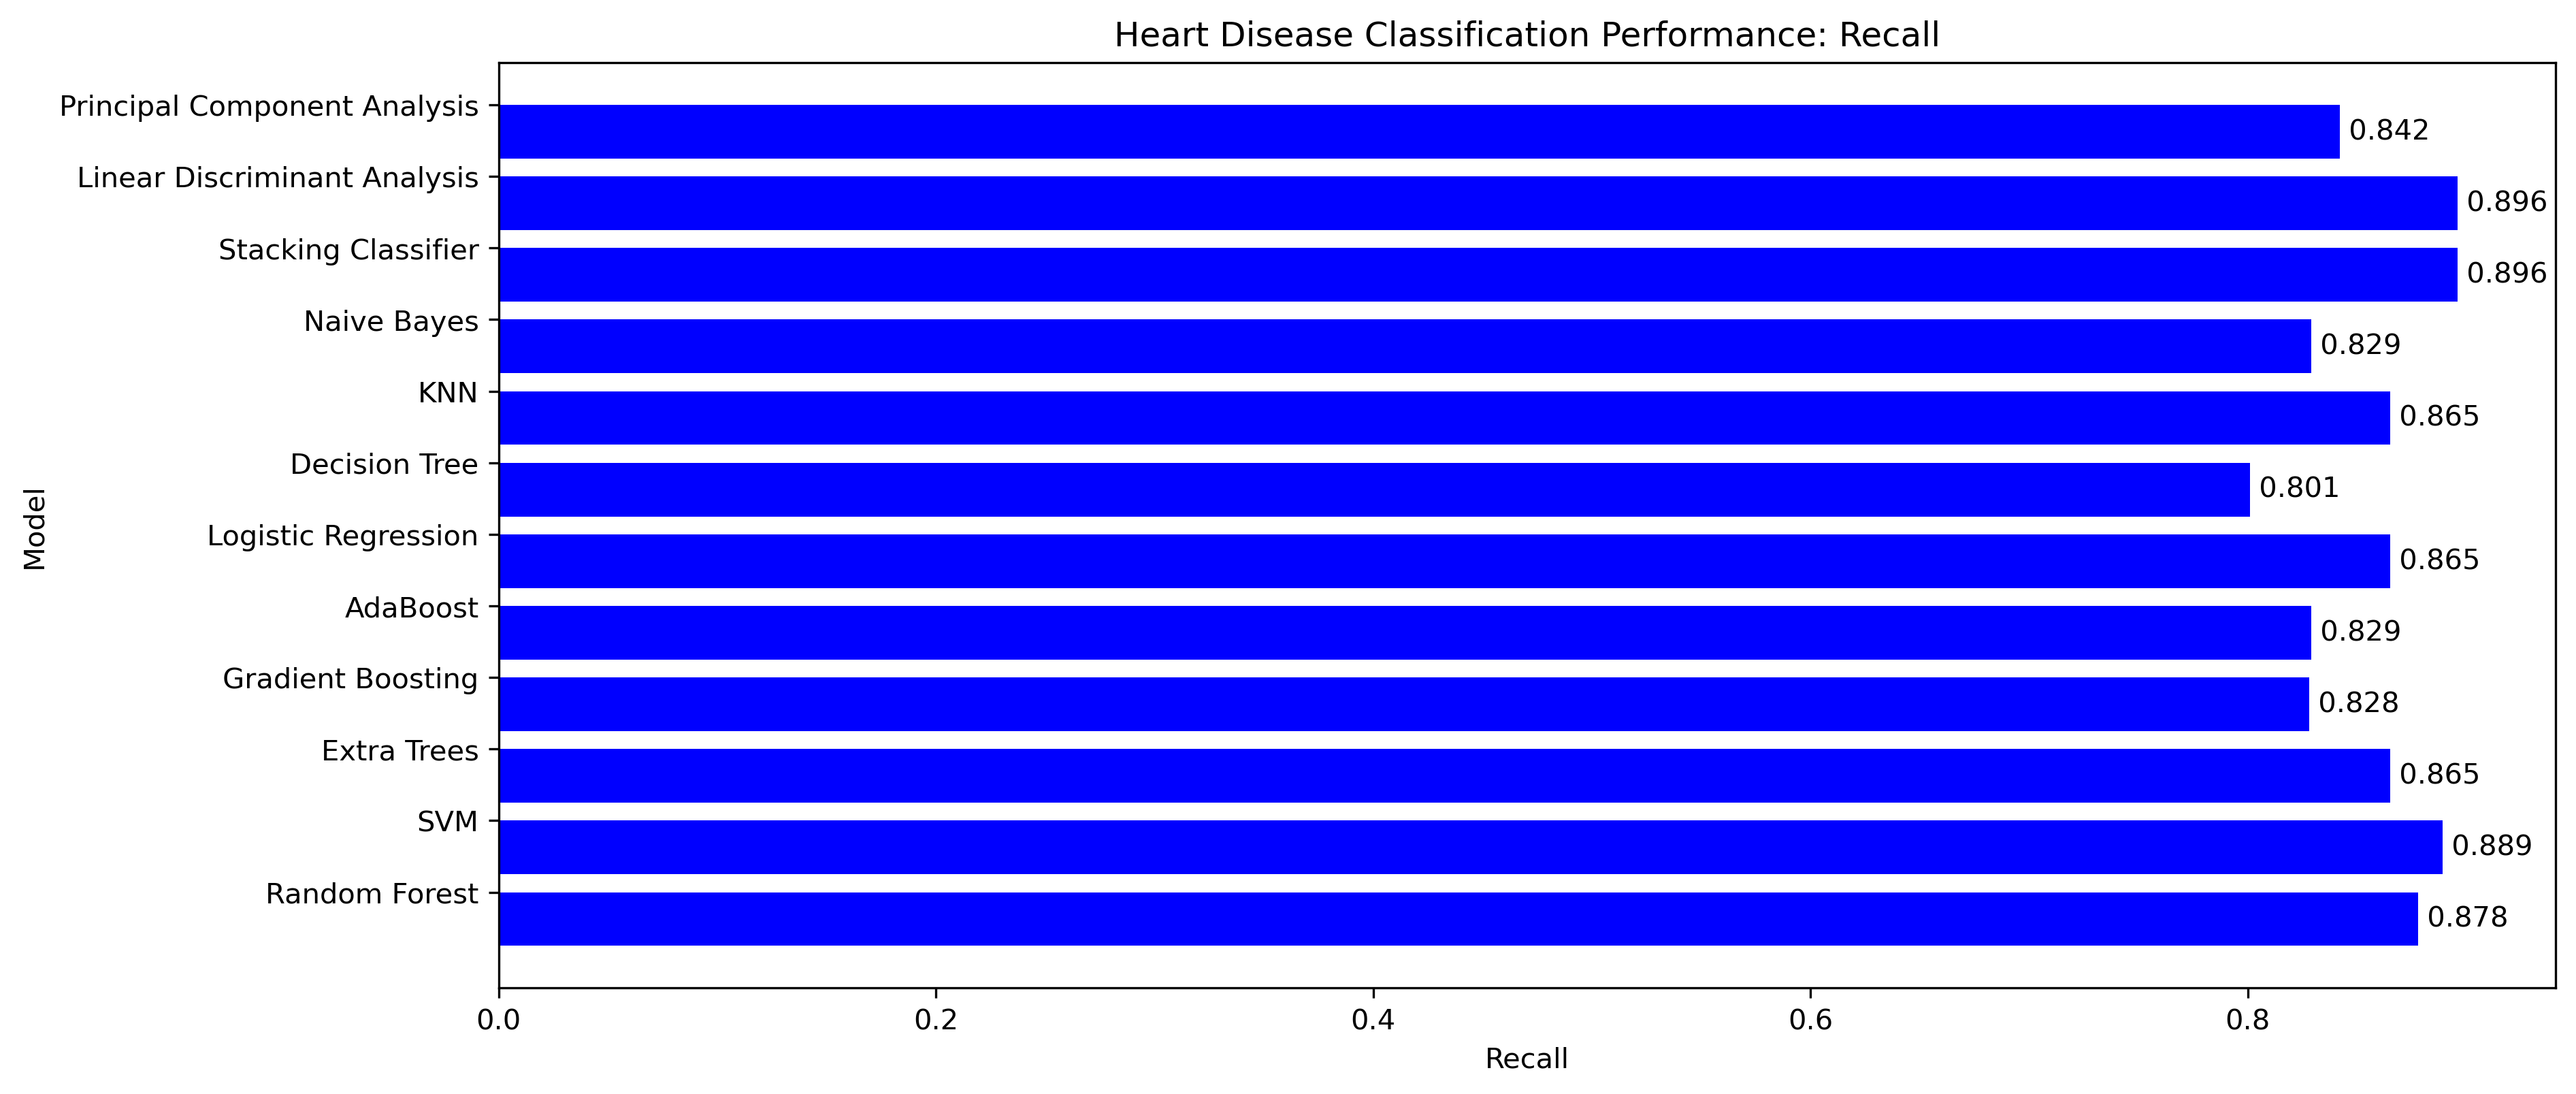 Heart Disease Classification Performance: Recall
Principal Component Analysis
0.842
Linear Discriminant Analysis
0.896
Stacking Classifier
0.896
Naive Bayes
0.829
KNN
0.865
Decision Tree
0.801
Logistic Regression
0.865
AdaBoost
0.829
Gradient Boosting
0.828
Extra Trees
0.865
SVM
0.889
Random Forest
0.878
Model
0.0 0.2 0.4 0.6 0.8
Recall